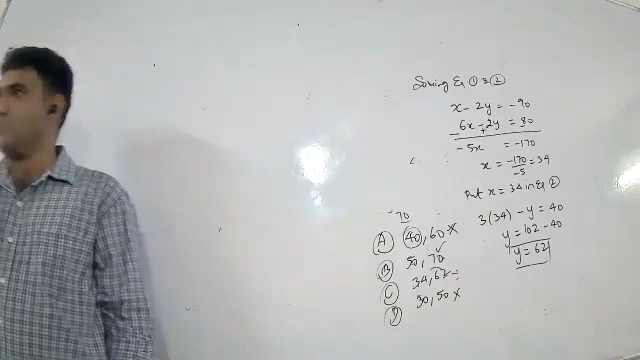 Solving Eq ① & ②
x - 2y = -90
6x - 2y = 80
-5x = -170
x = -170/-5 = 34
Put x = 34 in Eq ②
3(34) - y = 40
y = 102 - 40
y = 62
70
Ⓐ 40, 60 ×
Ⓑ 50, 70 ✓
Ⓒ 34, 62
Ⓓ 30, 50 ×